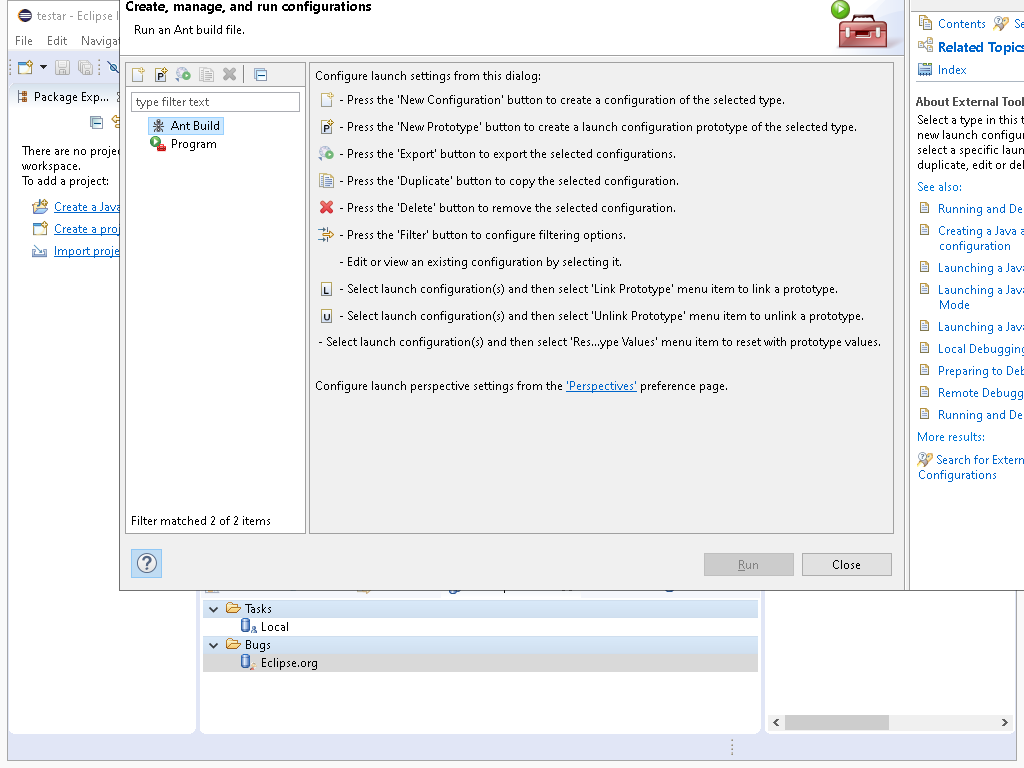 testar - Eclipse I
File Edit Navigat
Package Exp...
There are no proje
workspace.
To add a project:
Create a Java
Create a proj
Import proje
Create, manage, and run configurations
Run an Ant build file.
type filter text
Ant Build
Program
Filter matched 2 of 2 items
Configure launch settings from this dialog:
- Press the 'New Configuration' button to create a configuration of the selected type.
- Press the 'New Prototype' button to create a launch configuration prototype of the selected type.
- Press the 'Export' button to export the selected configurations.
- Press the 'Duplicate' button to copy the selected configuration.
- Press the 'Delete' button to remove the selected configuration.
- Press the 'Filter' button to configure filtering options.
- Edit or view an existing configuration by selecting it.
L - Select launch configuration(s) and then select 'Link Prototype' menu item to link a prototype.
U - Select launch configuration(s) and then select 'Unlink Prototype' menu item to unlink a prototype.
- Select launch configuration(s) and then select 'Res...ype Values' menu item to reset with prototype values.
Configure launch perspective settings from the 'Perspectives' preference page.
? Run Close
Tasks
Local
Bugs
Eclipse.org
Contents Se
Related Topics
Index
About External Tool
Select a type in this t
new launch configur
select a specific laun
duplicate, edit or del
See also:
Running and De
Creating a Java a
configuration
Launching a Java
Launching a Java
Mode
Launching a Java
Local Debugging
Preparing to Deb
Remote Debugg
Running and De
More results:
Search for Extern
Configurations